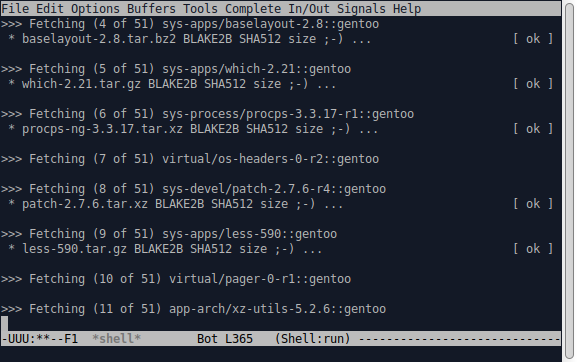 File Edit Options Buffers Tools Complete In/Out Signals Help
>>> Fetching (4 of 51) sys-apps/baselayout-2.8::gentoo
 * baselayout-2.8.tar.bz2 BLAKE2B SHA512 size ;-) ...                    [ ok ]
>>> Fetching (5 of 51) sys-apps/which-2.21::gentoo
 * which-2.21.tar.gz BLAKE2B SHA512 size ;-) ...                         [ ok ]
>>> Fetching (6 of 51) sys-process/procps-3.3.17-r1::gentoo
 * procps-ng-3.3.17.tar.xz BLAKE2B SHA512 size ;-) ...                   [ ok ]
>>> Fetching (7 of 51) virtual/os-headers-0-r2::gentoo
>>> Fetching (8 of 51) sys-devel/patch-2.7.6-r4::gentoo
 * patch-2.7.6.tar.xz BLAKE2B SHA512 size ;-) ...                        [ ok ]
>>> Fetching (9 of 51) sys-apps/less-590::gentoo
 * less-590.tar.gz BLAKE2B SHA512 size ;-) ...                           [ ok ]
>>> Fetching (10 of 51) virtual/pager-0-r1::gentoo
>>> Fetching (11 of 51) app-arch/xz-utils-5.2.6::gentoo
-UUU:**--F1  *shell*        Bot L365   (Shell:run) -----------------------------